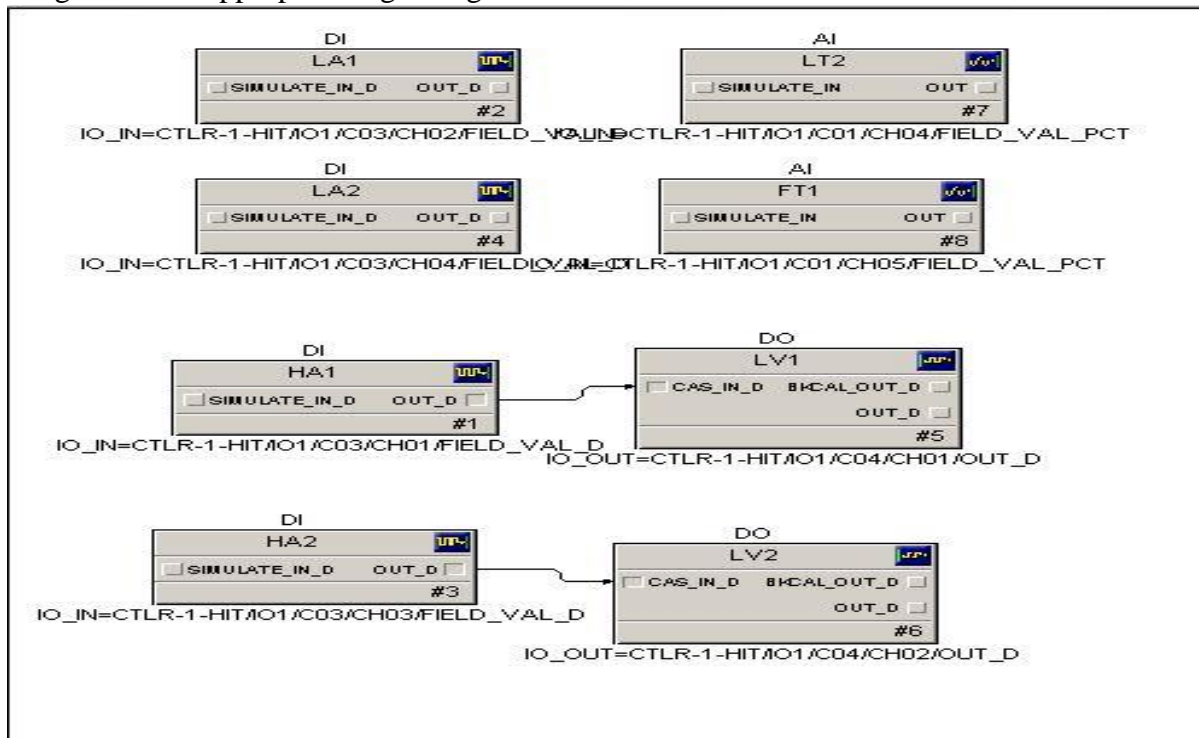 DI
LA1
SIMULATE_IN_D OUT_D
#2
IO_IN=CTLR-1-HIT/IO1/C03/CH02/FIELD_VAL_D
AI
LT2
SIMULATE_IN OUT
#7
CTLR-1-HIT/IO1/C01/CH04/FIELD_VAL_PCT
DI
LA2
SIMULATE_IN_D OUT_D
#4
IO_IN=CTLR-1-HIT/IO1/C03/CH04/FIELD_VAL_D
AI
FT1
SIMULATE_IN OUT
#8
CTLR-1-HIT/IO1/C01/CH05/FIELD_VAL_PCT
DI
HA1
SIMULATE_IN_D OUT_D
#1
IO_IN=CTLR-1-HIT/IO1/C03/CH01/FIELD_VAL_D
DO
LV1
CAS_IN_D BKCAL_OUT_D
OUT_D
#5
IO_OUT=CTLR-1-HIT/IO1/C04/CH01/OUT_D
DI
HA2
SIMULATE_IN_D OUT_D
#3
IO_IN=CTLR-1-HIT/IO1/C03/CH03/FIELD_VAL_D
DO
LV2
CAS_IN_D BKCAL_OUT_D
OUT_D
#6
IO_OUT=CTLR-1-HIT/IO1/C04/CH02/OUT_D